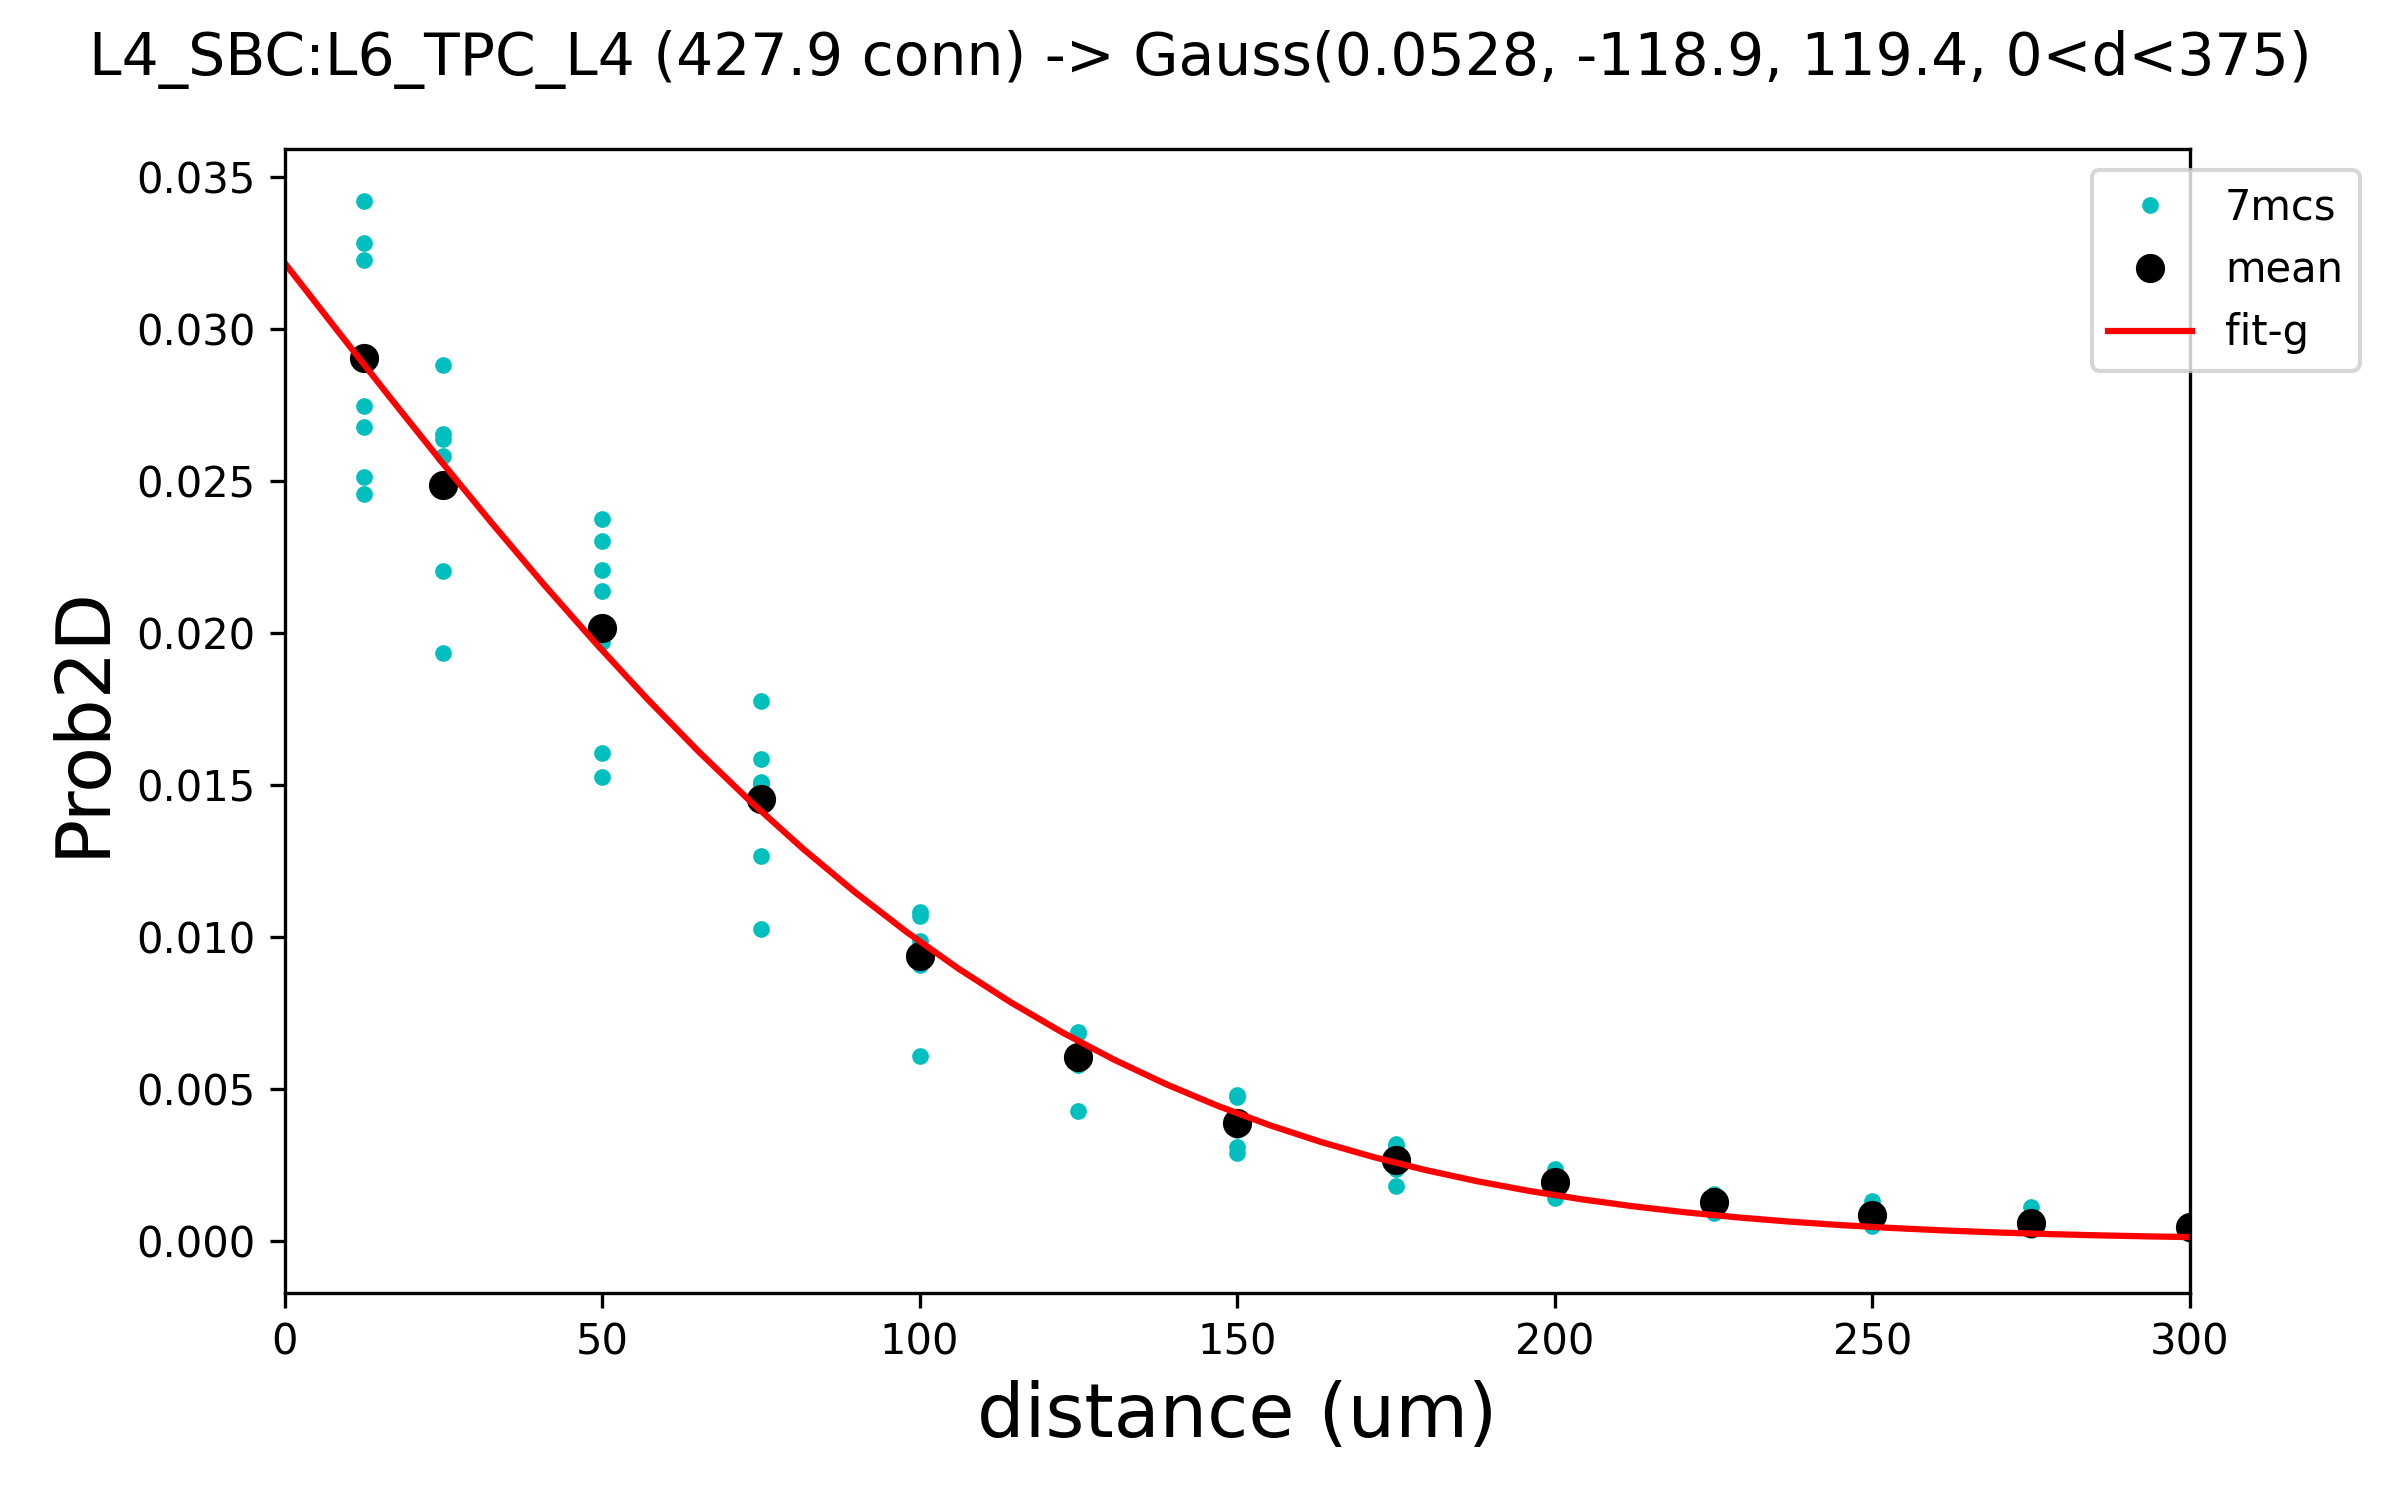 L4_SBC:L6_TPC_L4 (427.9 conn) -> Gauss(0.0528, -118.9, 119.4, 0<d<375)
0.035
0.030
0.025
0.020
0.015
0.010
0.005
0.000
Prob2D
7mcs
mean
fit-g
0 50 100 150 200 250 300
distance (um)